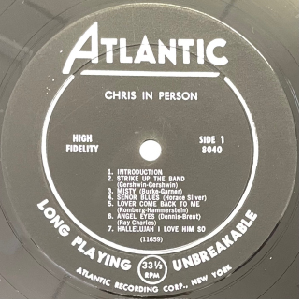 ATLANTIC
CHRIS IN PERSON
HIGH
FIDELITY
SIDE 1
8040
1. INTRODUCTION
2. STRIKE UP THE BAND
(Gershwin-Gershwin)
3. MISTY (Burke-Garner)
4. SENOR BLUES (Horace Silver)
5. LOVER COME BACK TO ME
(Romberg-Hammerstein)
6. ANGEL EYES (Dennis-Brent)
(Ray Charles)
7. HALLELUJAH I LOVE HIM SO
(11659)
LONG PLAYING 33 1/3 RPM UNBREAKABLE
ATLANTIC RECORDING CORP., NEW YORK